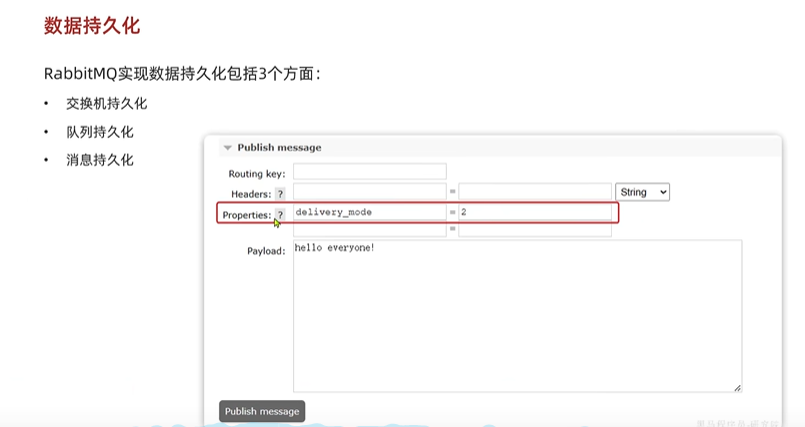 数据持久化
RabbitMQ实现数据持久化包括3个方面：
• 交换机持久化
• 队列持久化
• 消息持久化
Publish message
Routing key:
Headers: ? = String
Properties: ? delivery_mode = 2
=
Payload: hello everyone!
Publish message